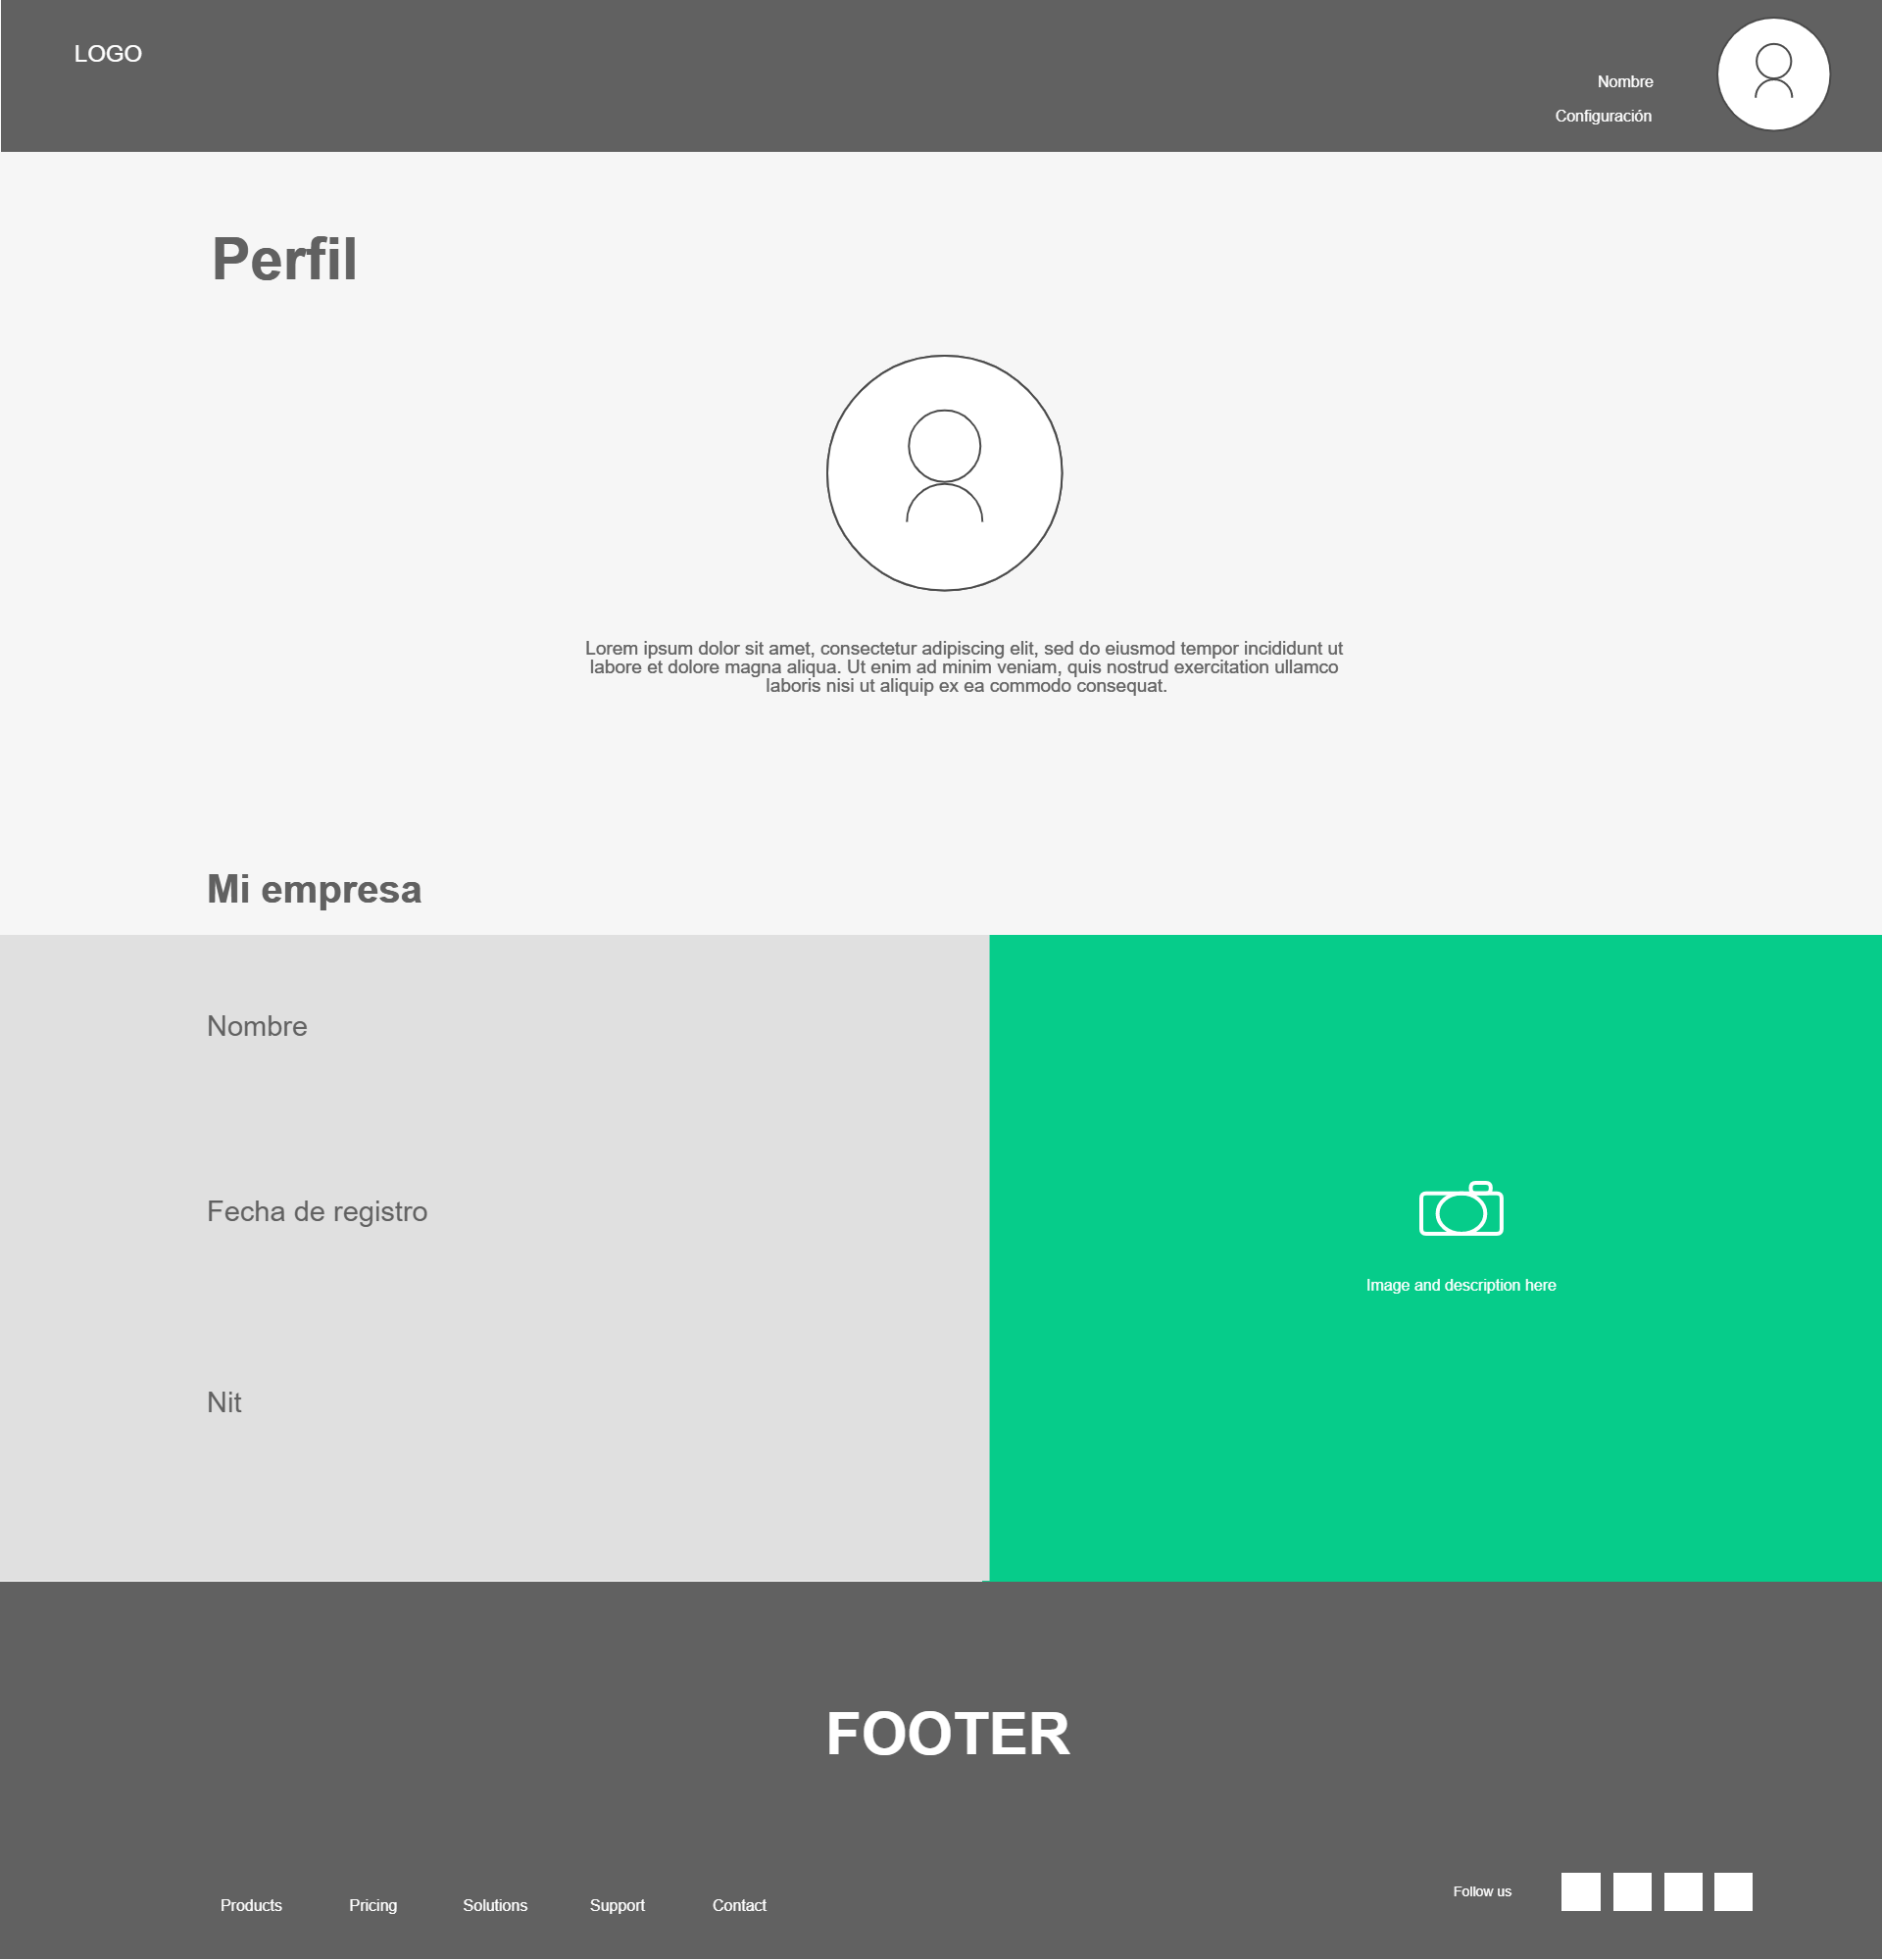 LOGO
Nombre
Configuración
Perfil
Lorem ipsum dolor sit amet, consectetur adipiscing elit, sed do eiusmod tempor incididunt ut
labore et dolore magna aliqua. Ut enim ad minim veniam, quis nostrud exercitation ullamco
laboris nisi ut aliquip ex ea commodo consequat.
Mi empresa
Nombre
Fecha de registro
Nit
Image and description here
FOOTER
Products
Pricing
Solutions
Support
Contact
Follow us